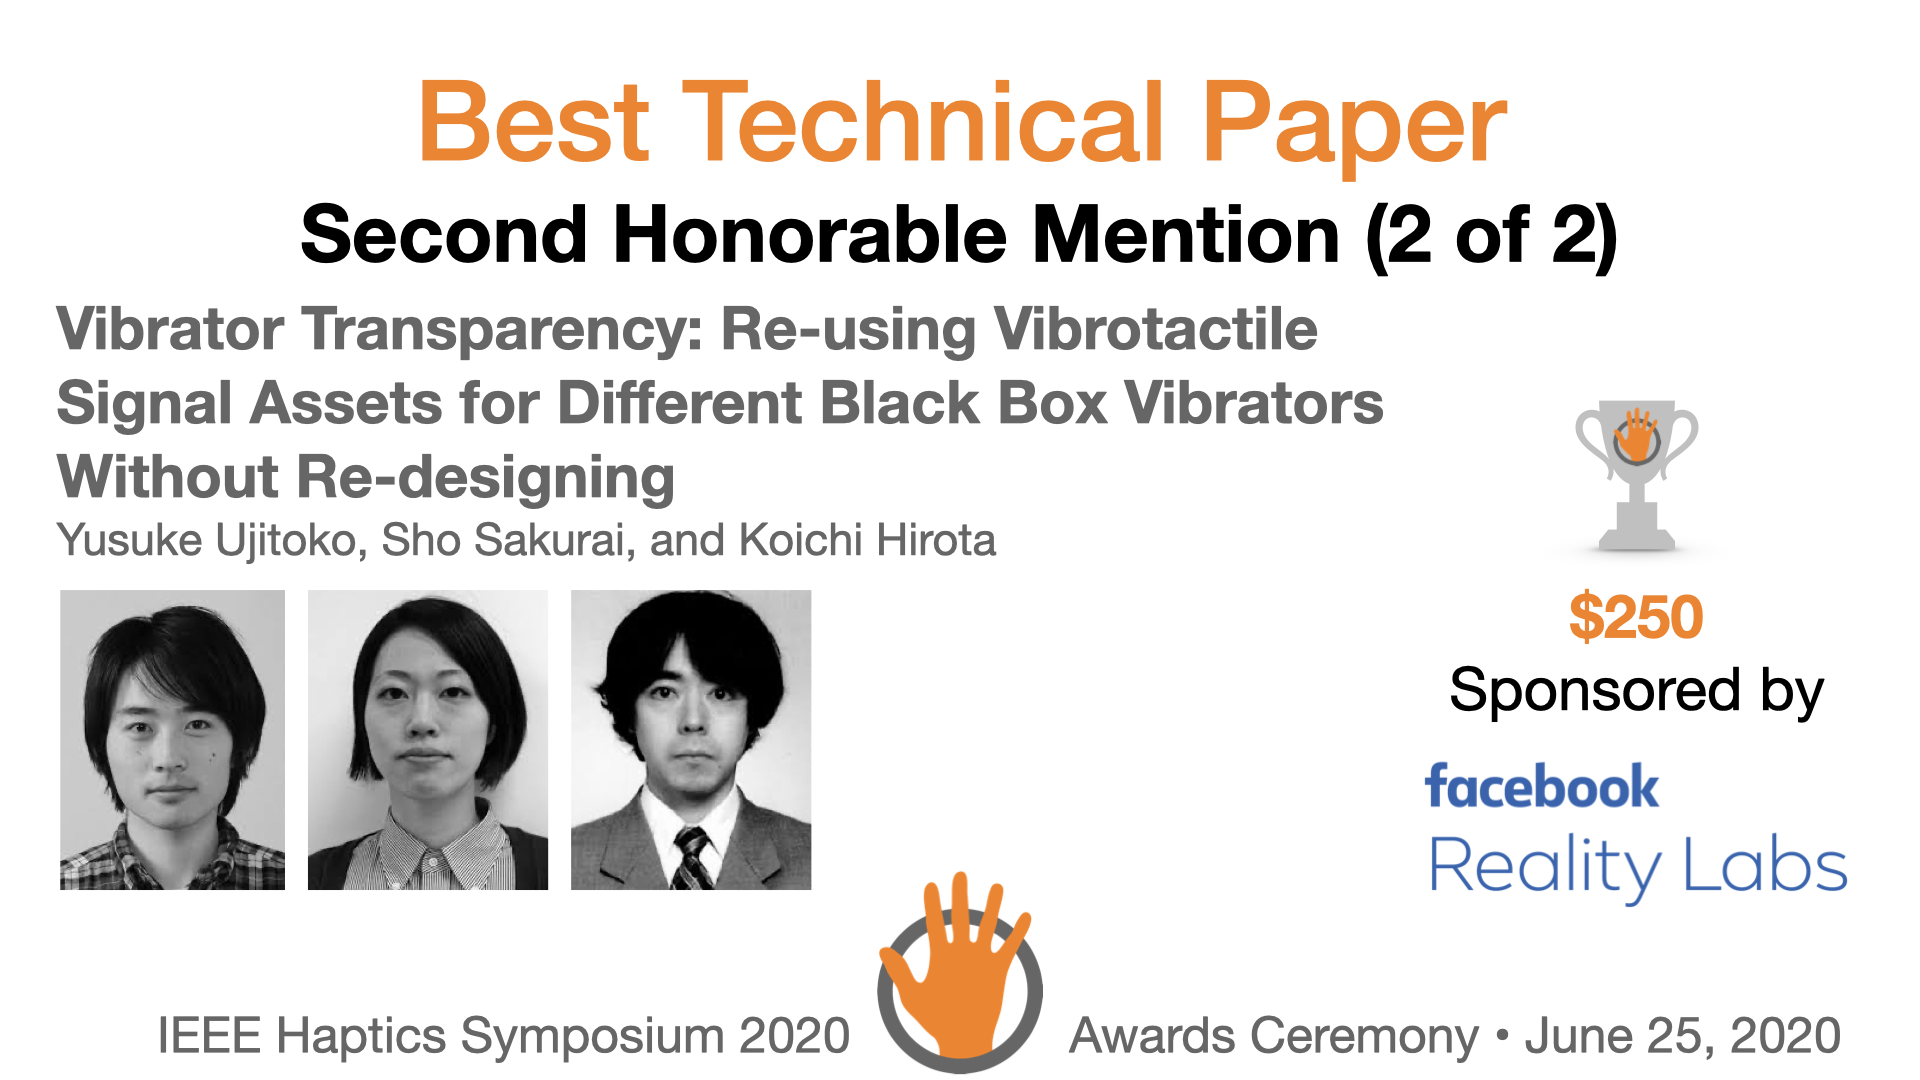 Best Technical Paper
Second Honorable Mention (2 of 2)
Vibrator Transparency: Re-using Vibrotactile
Signal Assets for Different Black Box Vibrators
Without Re-designing
Yusuke Ujitoko, Sho Sakurai, and Koichi Hirota
$250
Sponsored by
facebook
Reality Labs
IEEE Haptics Symposium 2020
Awards Ceremony • June 25, 2020